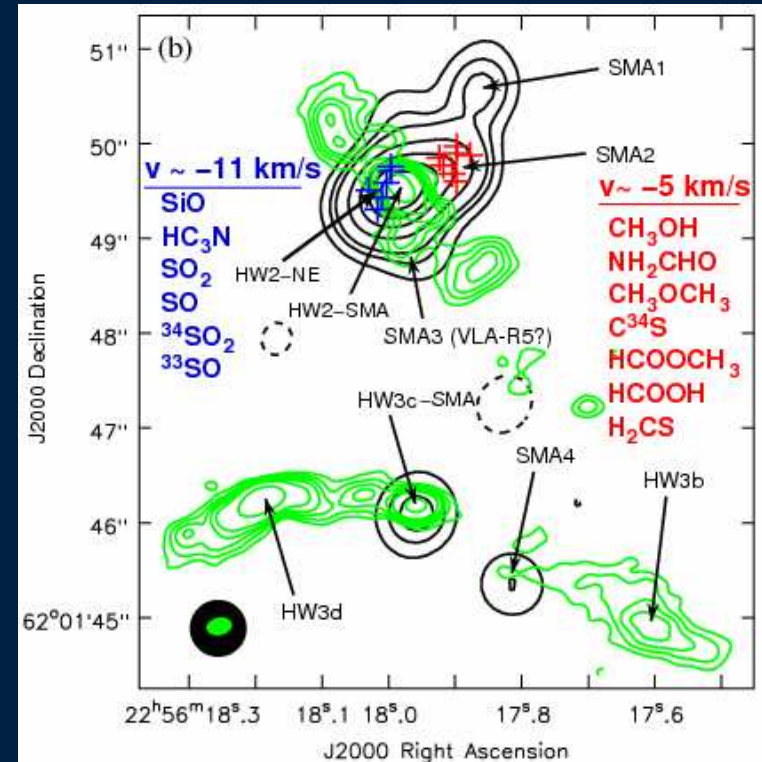 (b)
51"
SMA1
50"
v ~ −11 km/s
SiO
HC₃N
SO₂
SO
³⁴SO₂
³³SO
SMA2
v~ −5 km/s
CH₃OH
NH₂CHO
CH₃OCH₃
C³⁴S
HCOOCH₃
HCOOH
H₂CS
49"
HW2−NE
HW2−SMA
48"
SMA3 (VLA−R5?)
HW3c−SMA
47"
SMA4
HW3b
46"
HW3d
62°01'45"
J2000 Declination
22ʰ56ᵐ18ˢ.3 18ˢ.1 18ˢ.0 17ˢ.8 17ˢ.6
J2000 Right Ascension